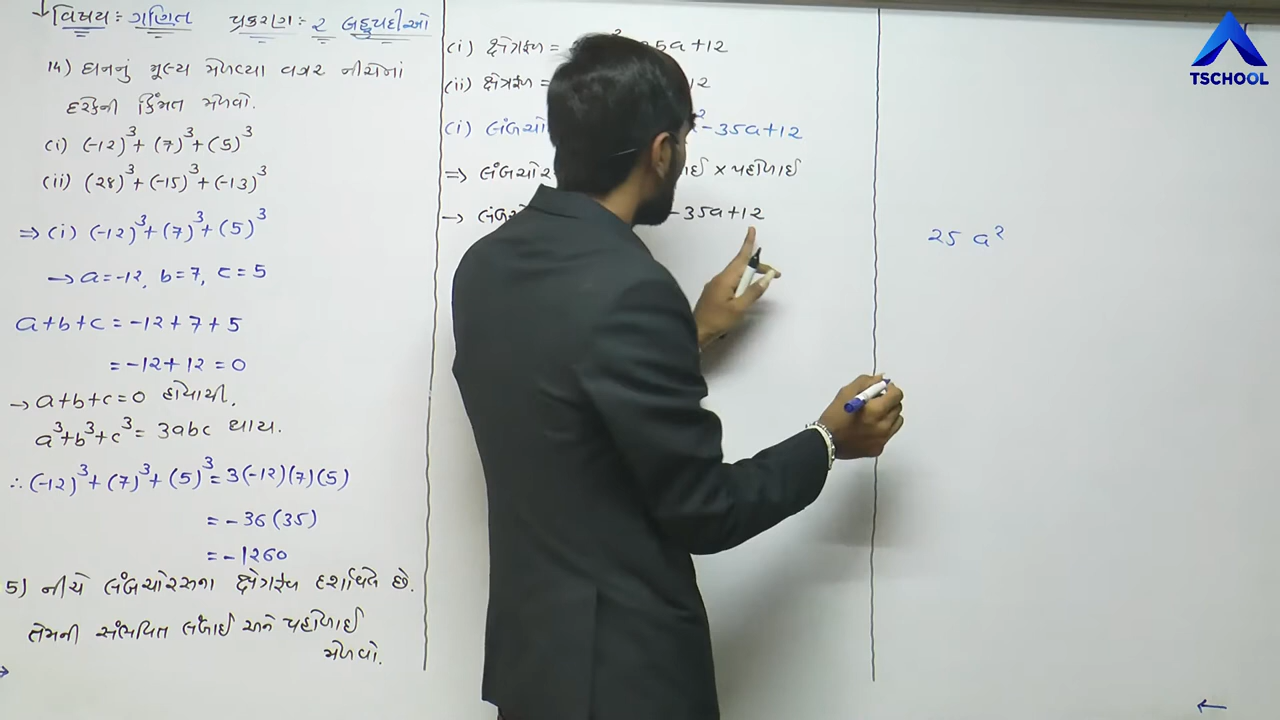 વિષય: ગણિત પ્રકરણ: ૨ બહુપદીઓ
14) ઘનનું મૂલ્ય મેળવ્યા વગર નીચેનાં
દરેકની કિંમત મેળવો.
(i) (-12)³+(7)³+(5)³
(ii) (28)³+(-15)³+(-13)³
⇒ (i) (-12)³+(7)³+(5)³
→ a=-12, b=7, c=5
a+b+c=-12+7+5
=-12+12=0
→ a+b+c=0 હોવાથી,
a³+b³+c³=3abc થાય.
∴ (-12)³+(7)³+(5)³=3(-12)(7)(5)
=-36(35)
=-1260
5) નીચે લંબચોરસના ક્ષેત્રફળ દર્શાવેલ છે.
તેમની સંભવિત લંબાઈ અને પહોળાઈ
મેળવો.
(i) ક્ષેત્રફળ = ² 35a+12
(ii) ક્ષેત્રફળ = 12
(i) ²-35a+12
⇒ × પહોળાઈ
→ -35a+12
25 a²
TSCHOOL